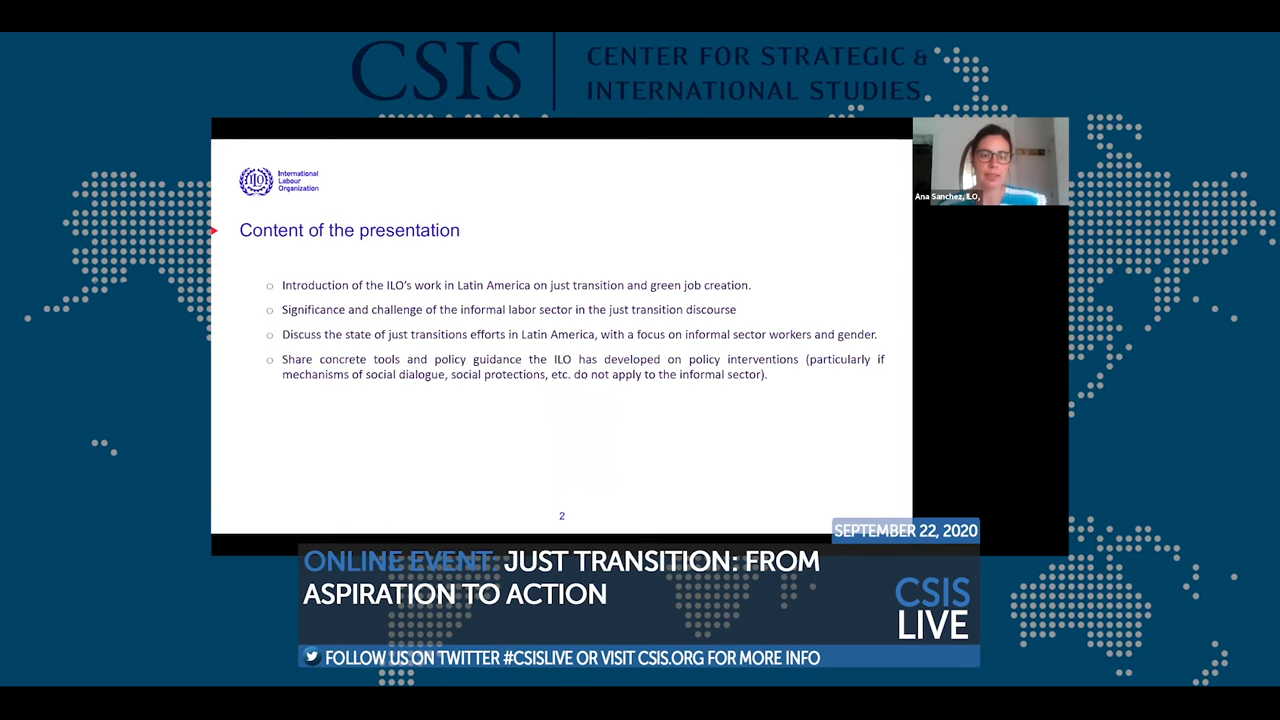 CSIS
CENTER FOR STRATEGIC &
INTERNATIONAL STUDIES
International
Labour
Organization
Content of the presentation
Introduction of the ILO's work in Latin America on just transition and green job creation.
Significance and challenge of the informal labor sector in the just transition discourse
Discuss the state of just transitions efforts in Latin America, with a focus on informal sector workers and gender.
Share concrete tools and policy guidance the ILO has developed on policy interventions (particularly if
mechanisms of social dialogue, social protections, etc. do not apply to the informal sector).
2
Ana Sanchez, ILO,
SEPTEMBER 22, 2020
ONLINE EVENT: JUST TRANSITION: FROM
ASPIRATION TO ACTION
CSIS
LIVE
FOLLOW US ON TWITTER #CSISLIVE OR VISIT CSIS.ORG FOR MORE INFO